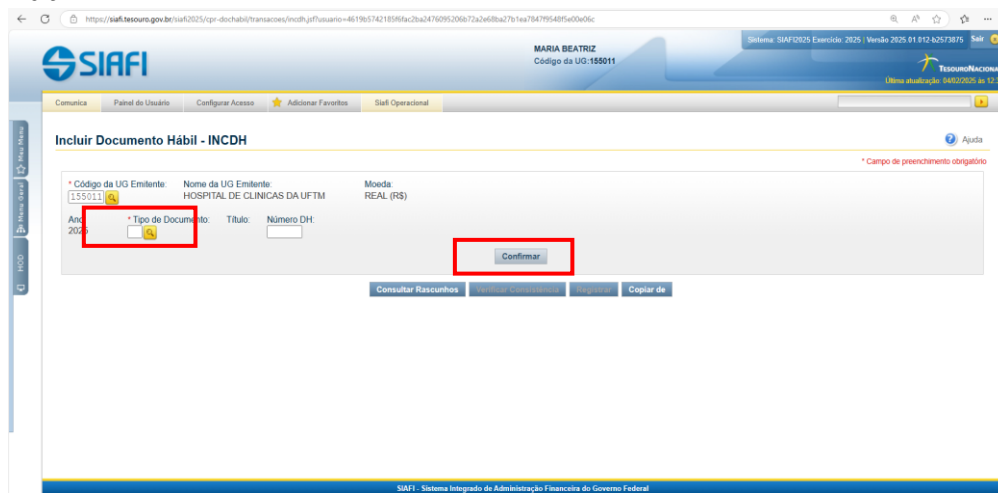 https://siafi.tesouro.gov.br/siafi2025/cpr-dochabil/transacoes/incdh.jsf?usuario=4619b5742185f6fac2ba2476095206b72a2e68ba27b1ea7847f9548f5e00e06c
SIAFI
MARIA BEATRIZ
Código da UG:155011
Sistema: SIAFI2025 Exercício: 2025 | Versão 2025.01.012-b2573875 Sair
TESOURONACIONA
Última atualização: 04/02/2025 às 12:3
Comunica Painel do Usuário Configurar Acesso Adicionar Favoritos Siafi Operacional
Meu Menu
Menu Geral
HOD
Incluir Documento Hábil - INCDH
Ajuda
* Campo de preenchimento obrigatório
* Código da UG Emitente: Nome da UG Emitente: Moeda:
155011 HOSPITAL DE CLINICAS DA UFTM REAL (R$)
Ano * Tipo de Documento: Título: Número DH:
2025
Confirmar
Consultar Rascunhos Verificar Consistência Registrar Copiar de
SIAFI - Sistema Integrado de Administração Financeira do Governo Federal